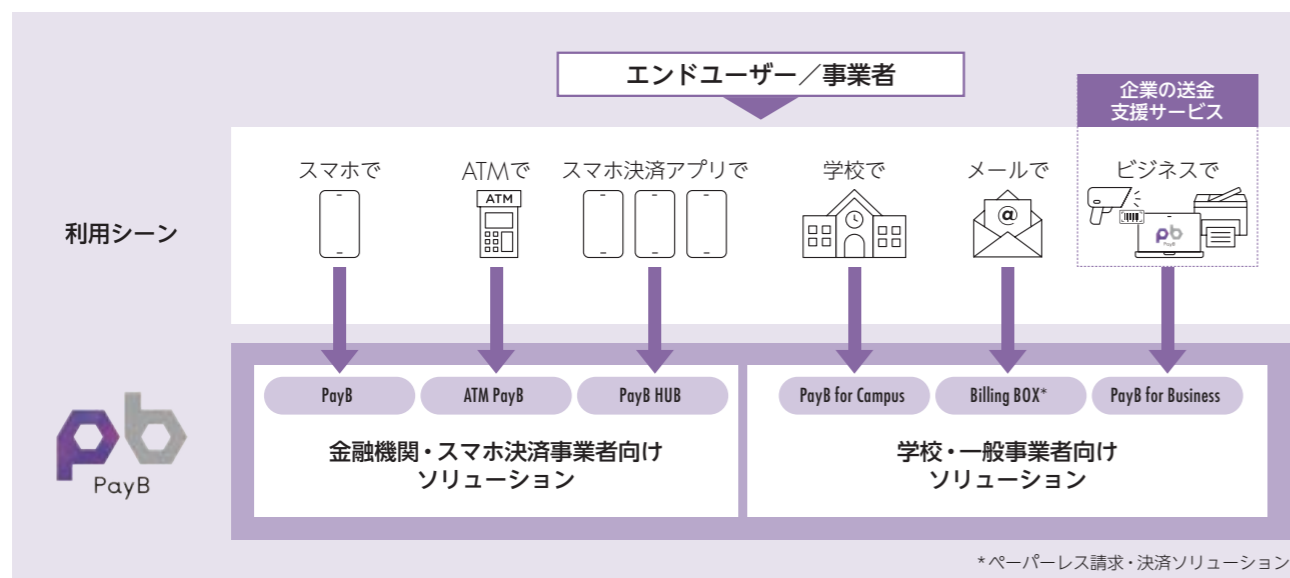 エンドユーザー／事業者
企業の送金
支援サービス
利用シーン
スマホで
ATMで
スマホ決済アプリで
学校で
メールで
ビジネスで
ATM
@
pb
PayB
PayB
ATM PayB
PayB HUB
PayB for Campus
Billing BOX*
PayB for Business
pb
PayB
金融機関・スマホ決済事業者向け
ソリューション
学校・一般事業者向け
ソリューション
*ペーパーレス請求・決済ソリューション